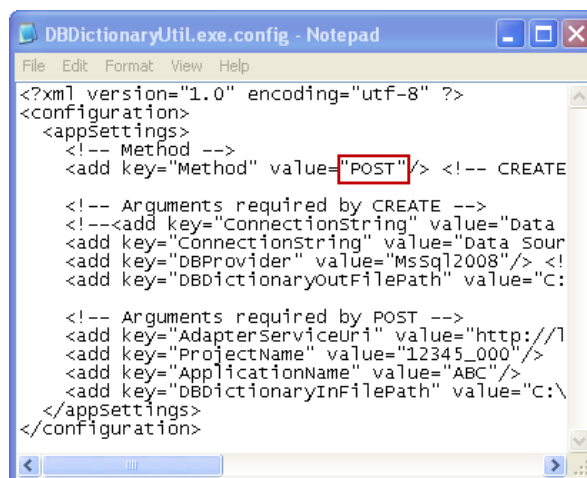 DBDictionaryUtil.exe.config - Notepad
File Edit Format View Help
<?xml version="1.0" encoding="utf-8" ?>
<configuration>
<appSettings>
<!-- Method -->
<add key="Method" value="POST"/> <!-- CREATE
<!-- Arguments required by CREATE -->
<!--<add key="ConnectionString" value="Data
<add key="ConnectionString" value="Data Sour
<add key="DBProvider" value="MsSql2008"/> <!
<add key="DBDictionaryOutFilePath" value="C:
<!-- Arguments required by POST -->
<add key="AdapterServiceUri" value="http://l
<add key="ProjectName" value="12345_000"/>
<add key="ApplicationName" value="ABC"/>
<add key="DBDictionaryInFilePath" value="C:\
</appSettings>
</configuration>